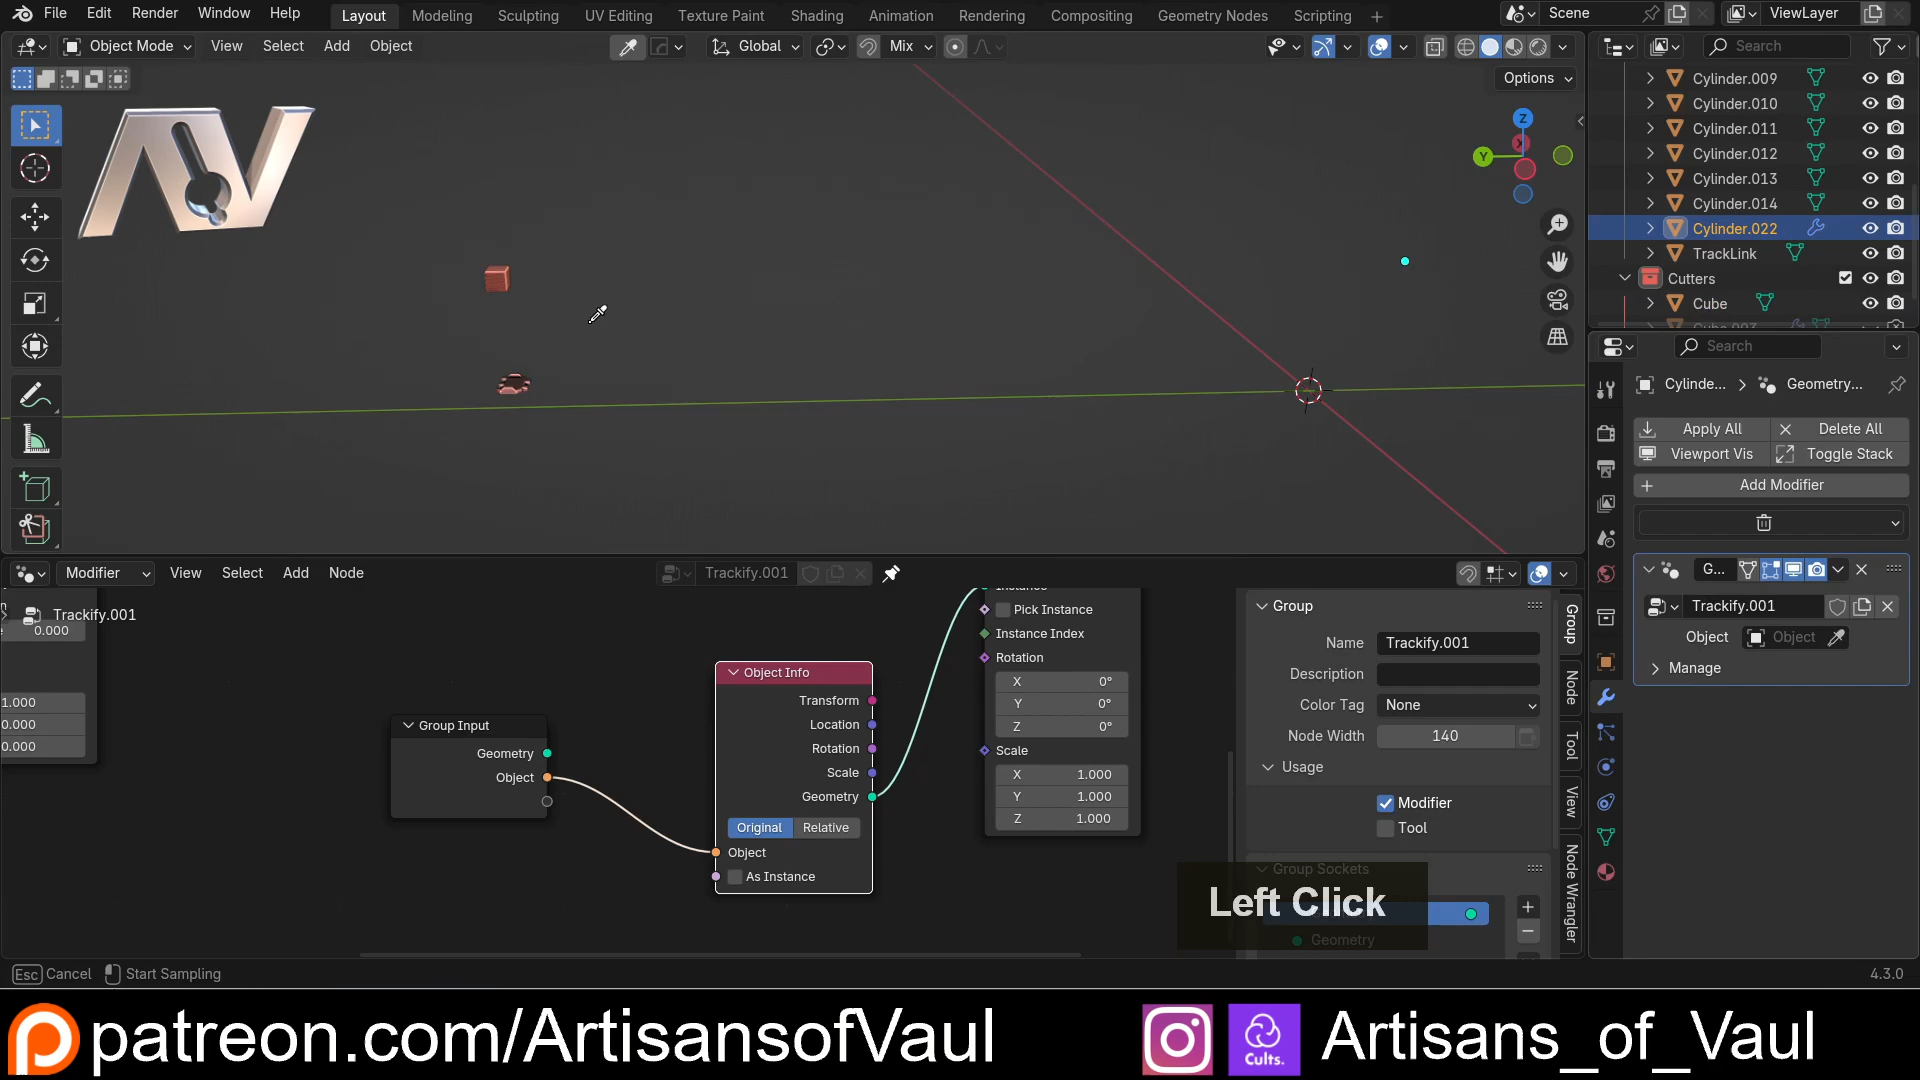 File Edit Render Window Help Layout Modeling Sculpting UV Editing Texture Paint Shading Animation Rendering Compositing Geometry Nodes Scripting + Scene ViewLayer
Object Mode View Select Add Object Global Mix Search
Options
Z
Y
X
Cylinder.009
Cylinder.010
Cylinder.011
Cylinder.012
Cylinder.013
Cylinder.014
Cylinder.022
TrackLink
Cutters
Cube
Search
Cylinde... Geometry...
Apply All Delete All
Viewport Vis Toggle Stack
Add Modifier
G...
Trackify.001
Object Object
Manage
Modifier View Select Add Node Trackify.001
Trackify.001
0.000
1.000
0.000
0.000
Group Input
Geometry
Object
Object Info
Transform
Location
Rotation
Scale
Geometry
Original Relative
Object
As Instance
Pick Instance
Instance Index
Rotation
X 0°
Y 0°
Z 0°
Scale
X 1.000
Y 1.000
Z 1.000
Group
Name Trackify.001
Description
Color Tag None
Node Width 140
Usage
Modifier
Tool
Group Sockets
Geometry
Group
Node
Tool
View
Node Wrangler
Left Click
Esc Cancel Start Sampling 4.3.0
patreon.com/ArtisansofVaul Cults. Artisans_of_Vaul